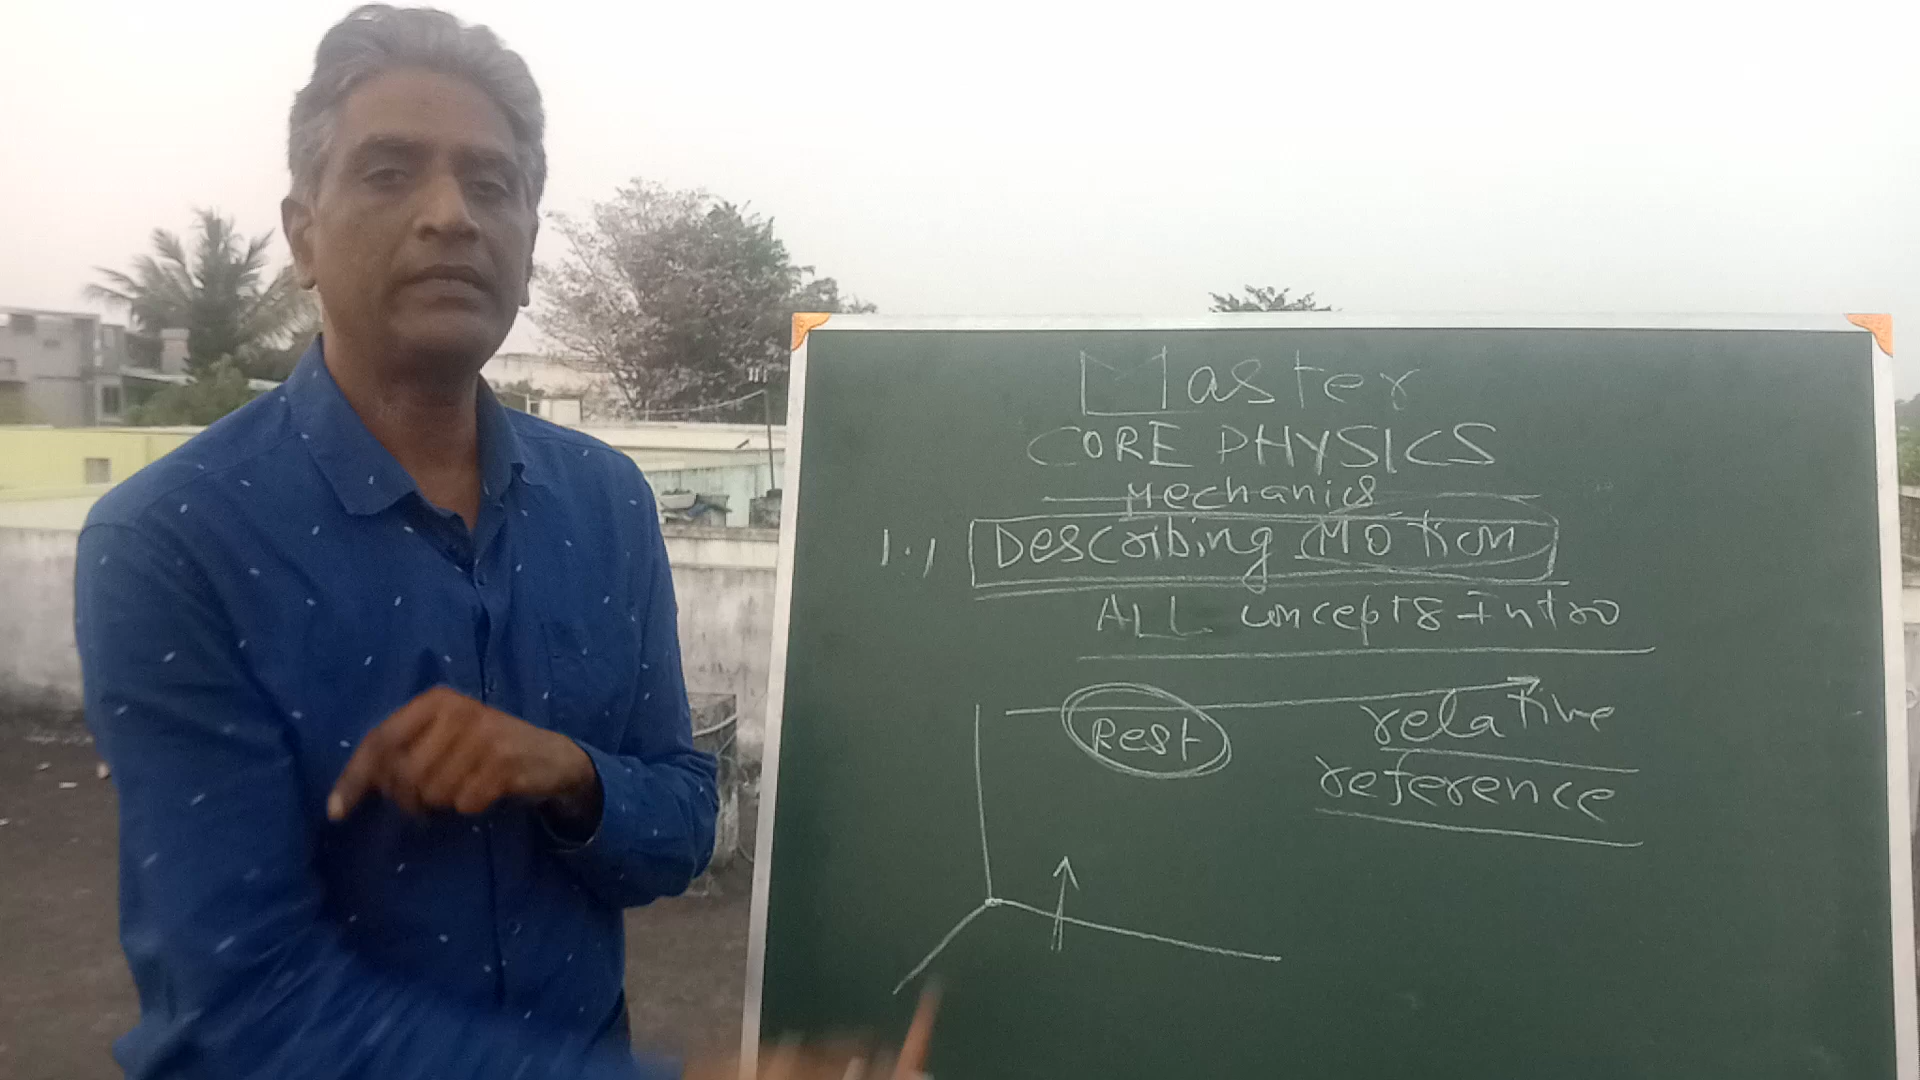 Master
CORE PHYSICS
Mechanics
1.1 Describing MOTION
ALL concepts Intro
Rest
relative
reference